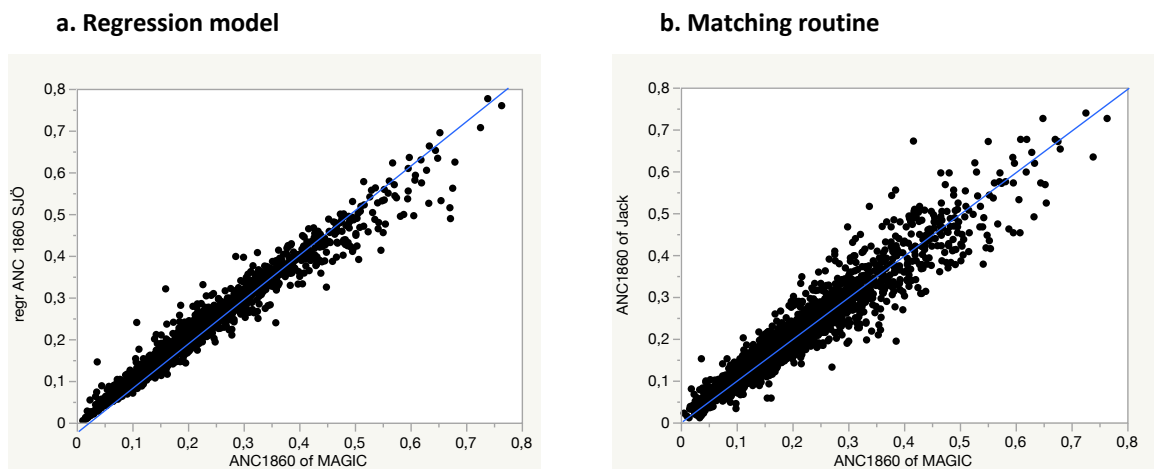 a. Regression model
b. Matching routine
regr ANC 1860 SJÖ
0,8
0,7
0,6
0,5
0,4
0,3
0,2
0,1
0
0 0,1 0,2 0,3 0,4 0,5 0,6 0,7 0,8
ANC1860 of MAGIC
ANC1860 of Jack
0,8
0,7
0,6
0,5
0,4
0,3
0,2
0,1
0
0 0,1 0,2 0,3 0,4 0,5 0,6 0,7 0,8
ANC1860 of MAGIC